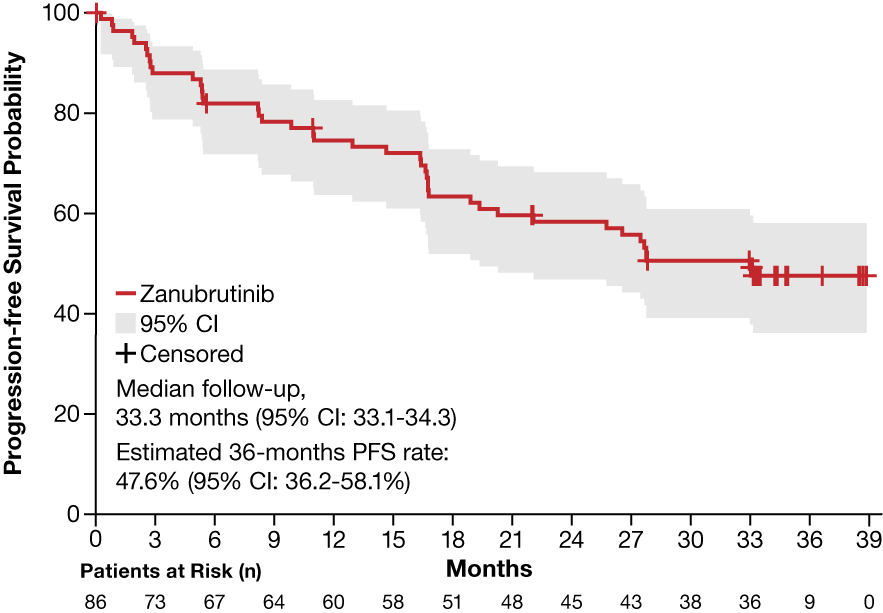 Progression-free Survival Probability
100
80
60
40
20
0
Zanubrutinib
95% CI
Censored
Median follow-up,
33.3 months (95% CI: 33.1-34.3)
Estimated 36-months PFS rate:
47.6% (95% CI: 36.2-58.1%)
0 3 6 9 12 15 18 21 24 27 30 33 36 39
Months
Patients at Risk (n)
86 73 67 64 60 58 51 48 45 43 38 36 9 0